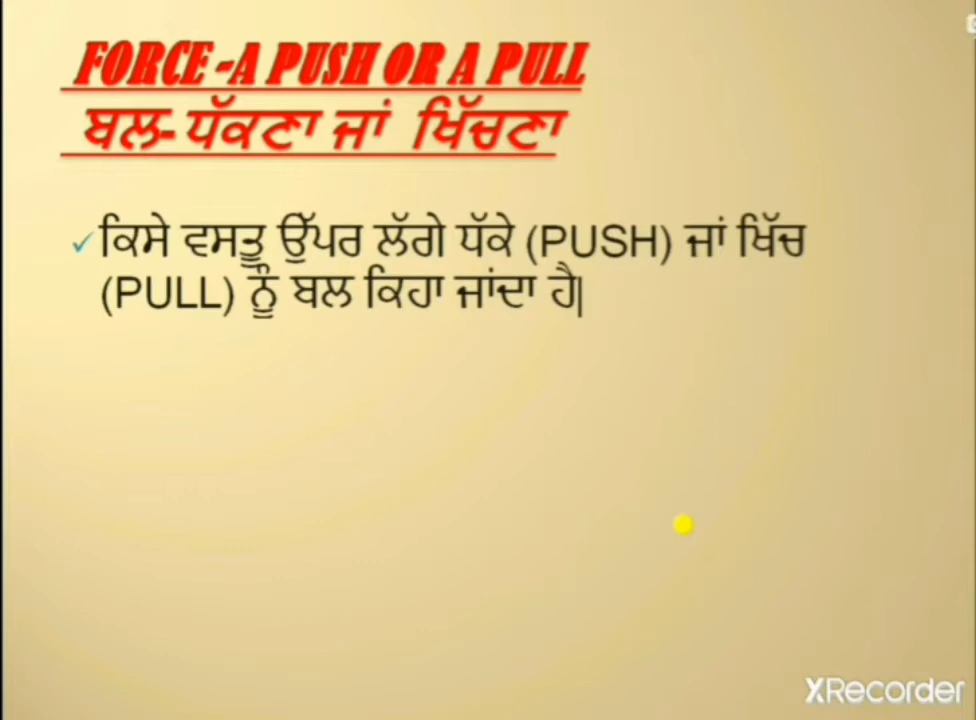 FORCE -A PUSH OR A PULL
ਬਲ- ਧੱਕਣਾ ਜਾਂ ਖਿੱਚਣਾ
✓ਕਿਸੇ ਵਸਤੂ ਉੱਪਰ ਲੱਗੇ ਧੱਕੇ (PUSH) ਜਾਂ ਖਿੱਚ
(PULL) ਨੂੰ ਬਲ ਕਿਹਾ ਜਾਂਦਾ ਹੈ|
XRecorder